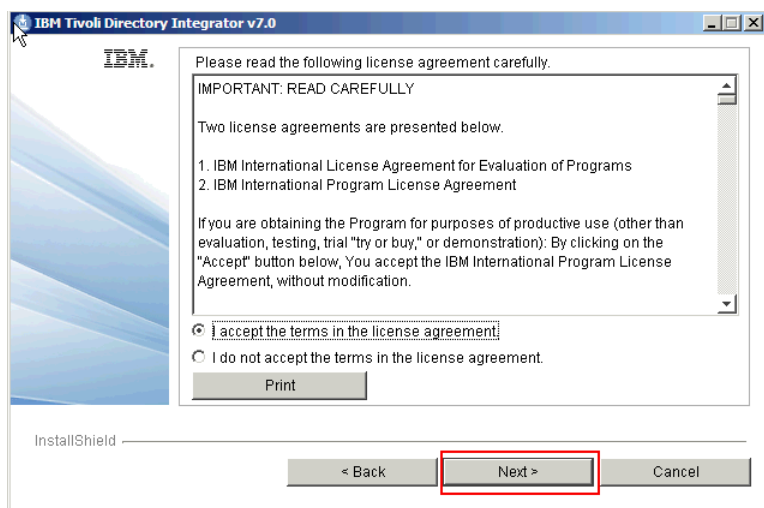 IBM Tivoli Directory Integrator v7.0
IBM.
Please read the following license agreement carefully.
IMPORTANT: READ CAREFULLY
Two license agreements are presented below.
1. IBM International License Agreement for Evaluation of Programs
2. IBM International Program License Agreement
If you are obtaining the Program for purposes of productive use (other than
evaluation, testing, trial "try or buy," or demonstration): By clicking on the
"Accept" button below, You accept the IBM International Program License
Agreement, without modification.
I accept the terms in the license agreement.
I do not accept the terms in the license agreement.
Print
InstallShield
< Back
Next >
Cancel